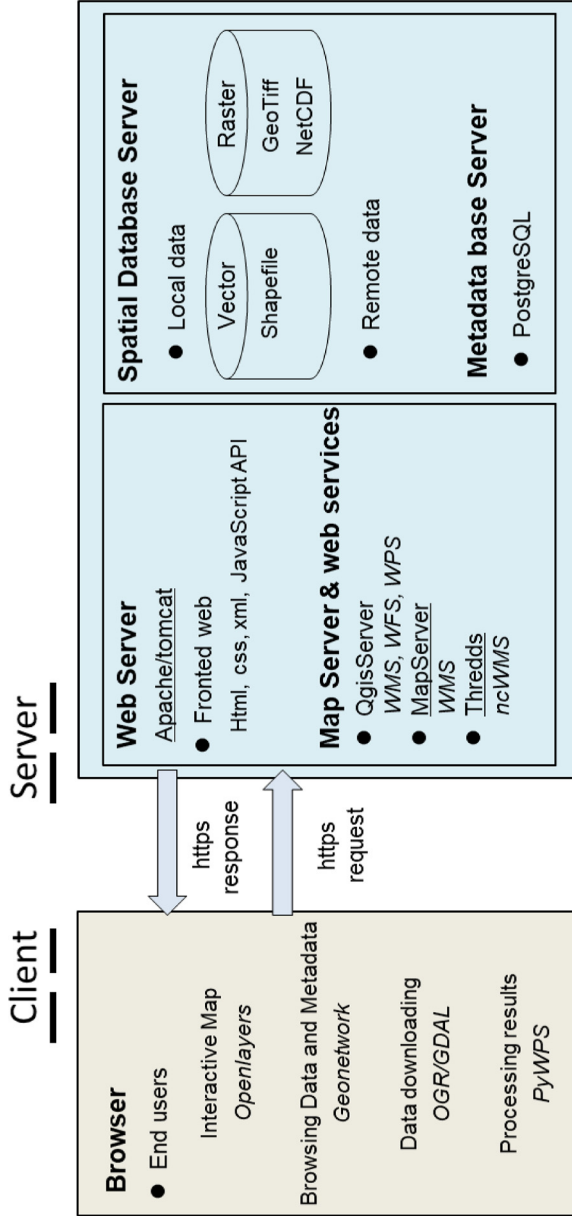 Client
Server
Browser
● End users
Interactive Map
Openlayers
Browsing Data and Metadata
Geonetwork
Data downloading
OGR/GDAL
Processing results
PyWPS
https
response
https
request
Web Server
Apache/tomcat
● Fronted web
Html, css, xml, JavaScript API
Map Server & web services
● QgisServer
WMS, WFS, WPS
● MapServer
WMS
● Thredds
ncWMS
Spatial Database Server
● Local data
Vector
Shapefile
Raster
GeoTiff
NetCDF
● Remote data
Metadata base Server
● PostgreSQL